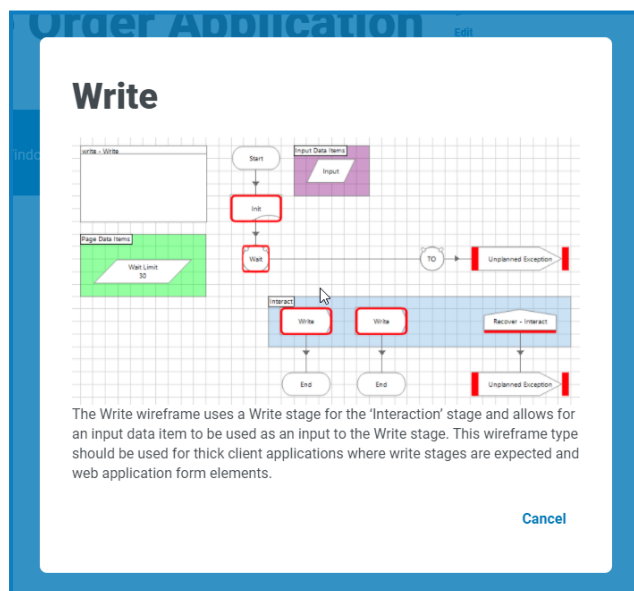 Order Application
Edit
indo
Write
write - Write
Start
Input Data Items
Input
Init
Page Data Items
Wait Limit
30
Wait
TO
Unplanned Exception
Interact
Write
Write
Recover - Interact
End
End
Unplanned Exception
The Write wireframe uses a Write stage for the ‘Interaction’ stage and allows for
an input data item to be used as an input to the Write stage. This wireframe type
should be used for thick client applications where write stages are expected and
web application form elements.
Cancel